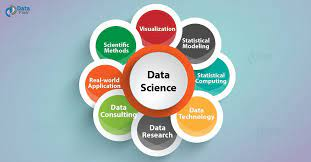 Data
Flair
Visualization
Statistical
Modeling
Statistical
Computing
Data
Technology
Data
Research
Data
Consulting
Real-world
Application
Scientific
Methods
Data
Science